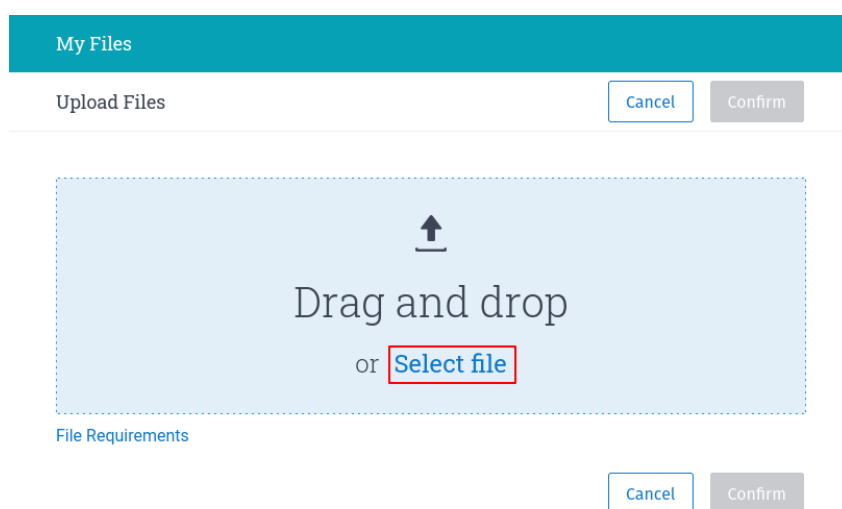 My Files
Upload Files Cancel Confirm
Drag and drop
or Select file
File Requirements
Cancel Confirm